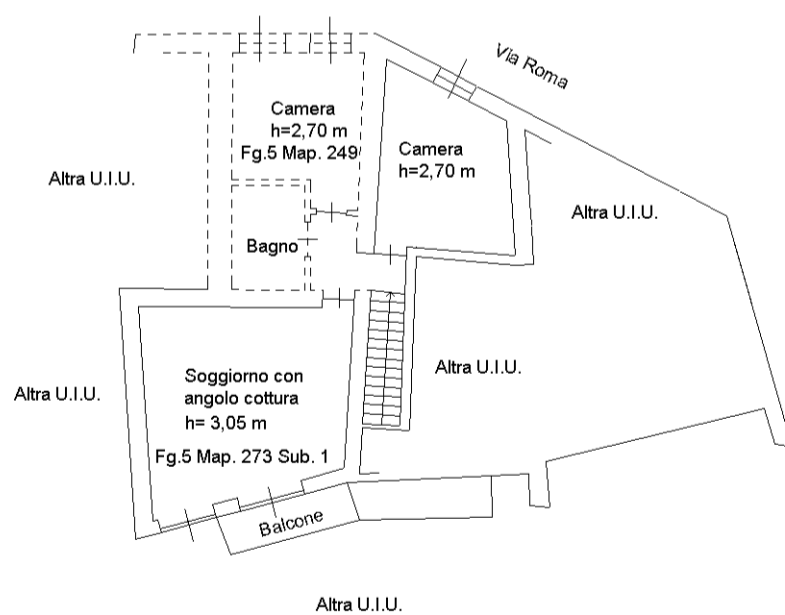 Via Roma
Camera
h=2,70 m
Fg.5 Map. 249
Camera
h=2,70 m
Altra U.I.U.
Altra U.I.U.
Bagno
Altra U.I.U.
Soggiorno con
angolo cottura
h= 3,05 m
Altra U.I.U.
Fg.5 Map. 273 Sub. 1
Balcone
Altra U.I.U.